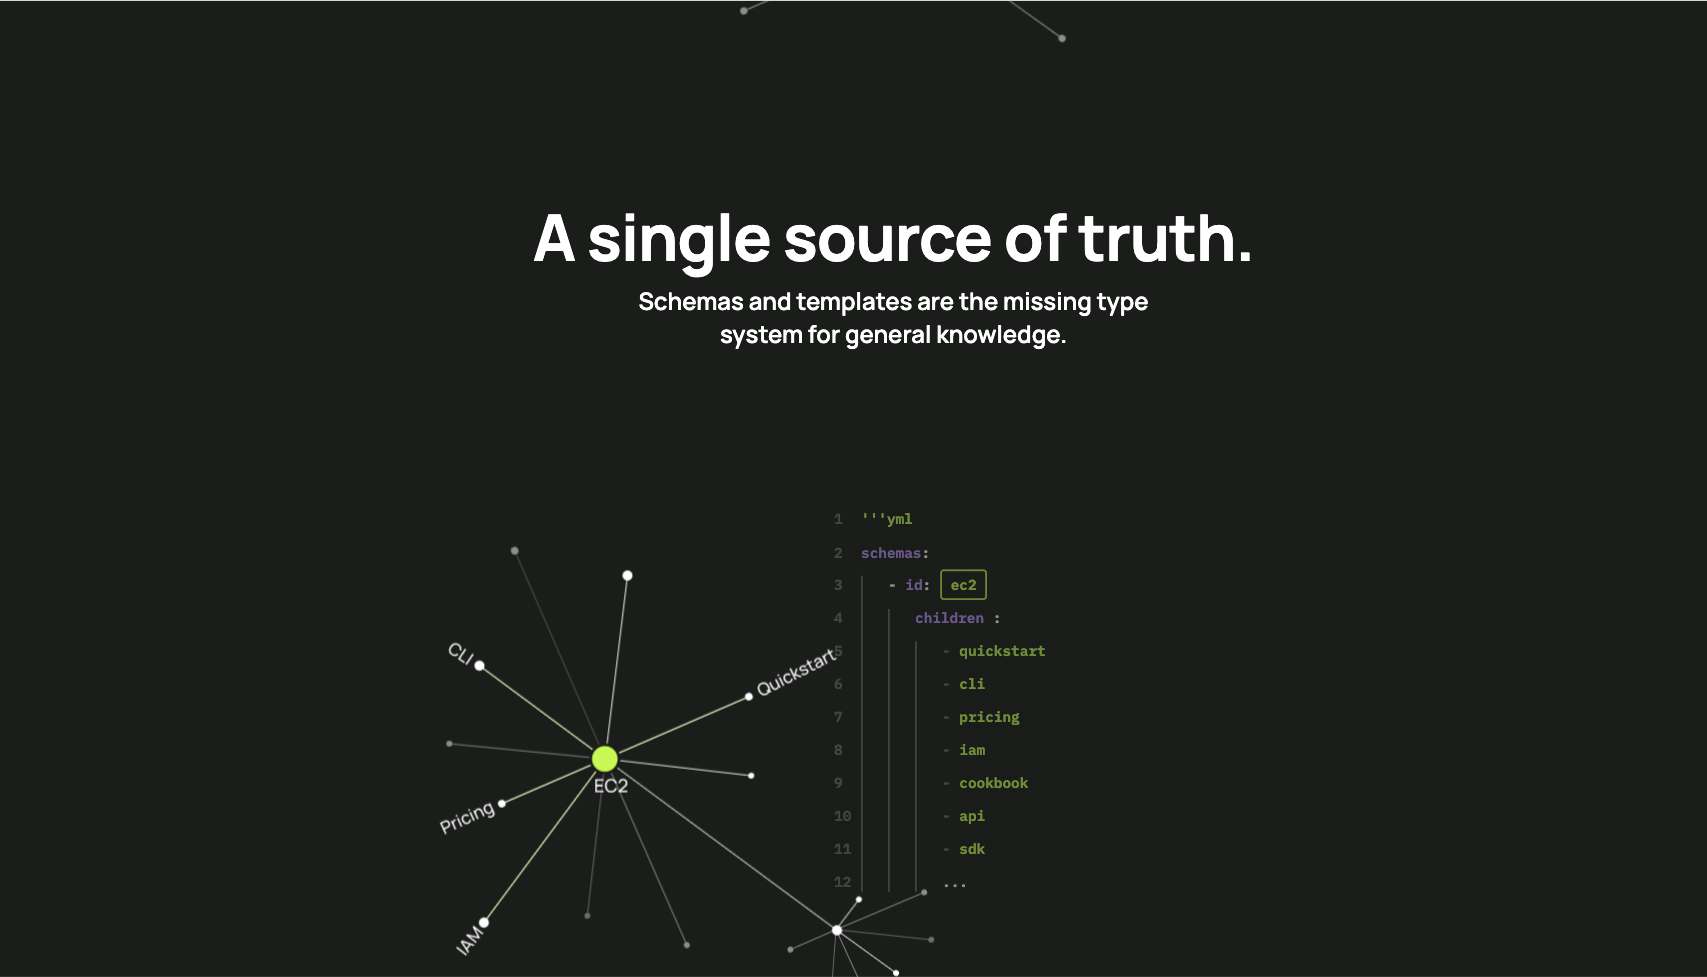 A single source of truth.
Schemas and templates are the missing type
system for general knowledge.
1 '''yml
2 schemas:
3 - id: ec2
4 children :
5 - quickstart
6 - cli
7 - pricing
8 - iam
9 - cookbook
10 - api
11 - sdk
12 ...
CLI
Quickstart
EC2
Pricing
IAM